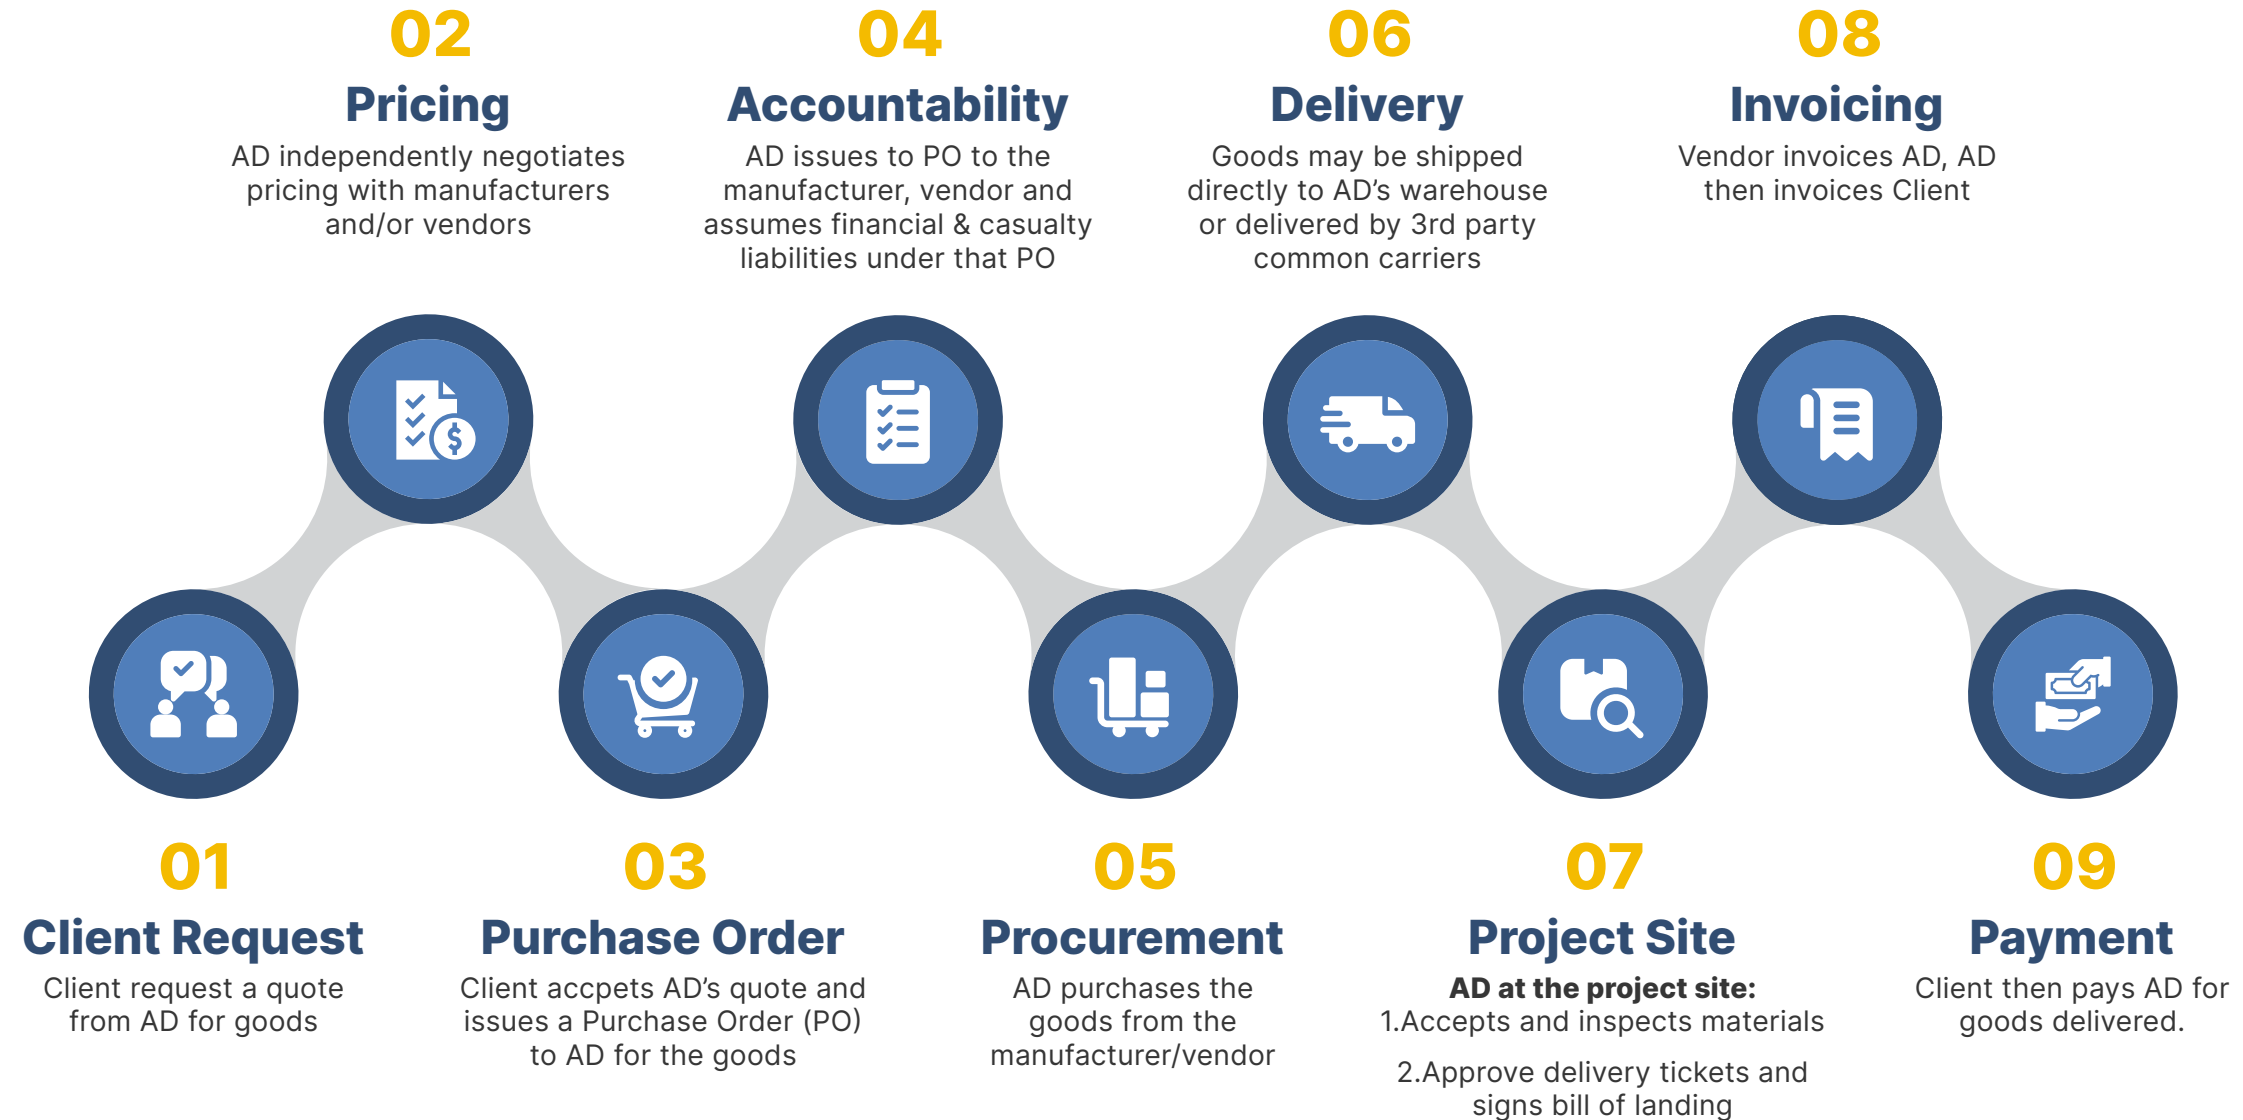 01
Client Request
Client request a quote
from AD for goods
02
Pricing
AD independently negotiates
pricing with manufacturers
and/or vendors
03
Purchase Order
Client accpets AD’s quote and
issues a Purchase Order (PO)
to AD for the goods
04
Accountability
AD issues to PO to the
manufacturer, vendor and
assumes financial & casualty
liabilities under that PO
05
Procurement
AD purchases the
goods from the
manufacturer/vendor
06
Delivery
Goods may be shipped
directly to AD’s warehouse
or delivered by 3rd party
common carriers
07
Project Site
AD at the project site:
1.Accepts and inspects materials
2.Approve delivery tickets and
signs bill of landing
08
Invoicing
Vendor invoices AD, AD
then invoices Client
09
Payment
Client then pays AD for
goods delivered.
$